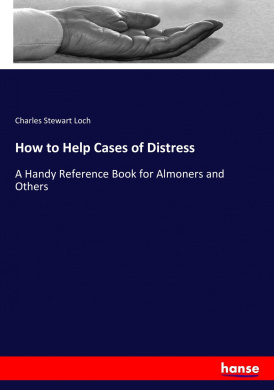 Charles Stewart Loch
How to Help Cases of Distress
A Handy Reference Book for Almoners and
Others
hanse